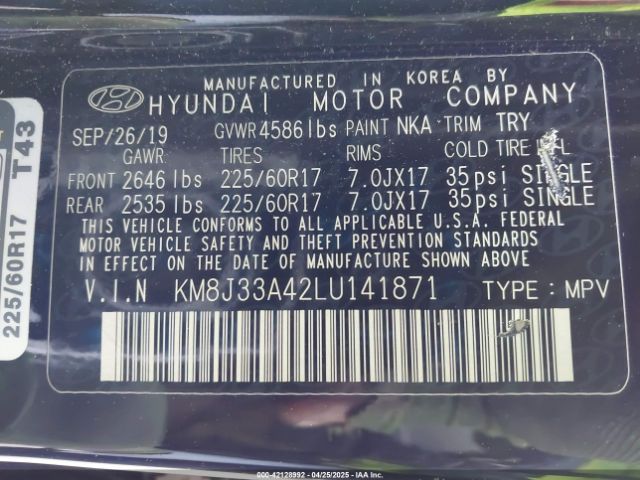 MANUFACTURED IN KOREA BY
HYUNDAI MOTOR COMPANY
SEP/26/19 GVWR 4586 lbs PAINT NKA TRIM TRY
GAWR TIRES RIMS COLD TIRE
FRONT 2646 lbs 225/60R17 7.0JX17 35psi SINGLE
REAR 2535 lbs 225/60R17 7.0JX17 35psi SINGLE
THIS VEHICLE CONFORMS TO ALL APPLICABLE U.S.A. FEDERAL
MOTOR VEHICLE SAFETY AND THEFT PREVENTION STANDARDS
IN EFFECT ON THE DATE OF MANUFACTURE SHOWN ABOVE
V.I.N KM8J33A42LU141871 TYPE : MPV
225/60R17 T43
000-42128992 - 04/25/2025 - IAA Inc.